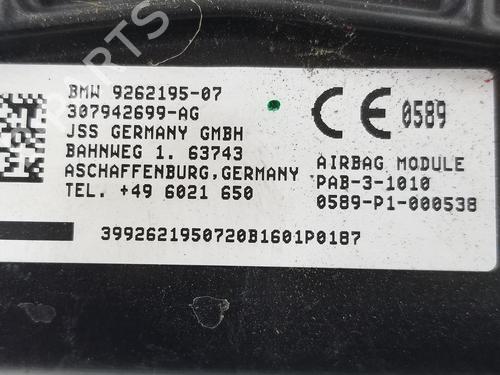 PARTS
BMW 9262195-07
307942699-AG
JSS GERMANY GMBH
BAHNWEG 1. 63743
ASCHAFFENBURG,GERMANY
TEL. +49 6021 650
CE 0589
AIRBAG MODULE
PAB-3-1010
0589-P1-000538
3992621950720B1601P0187